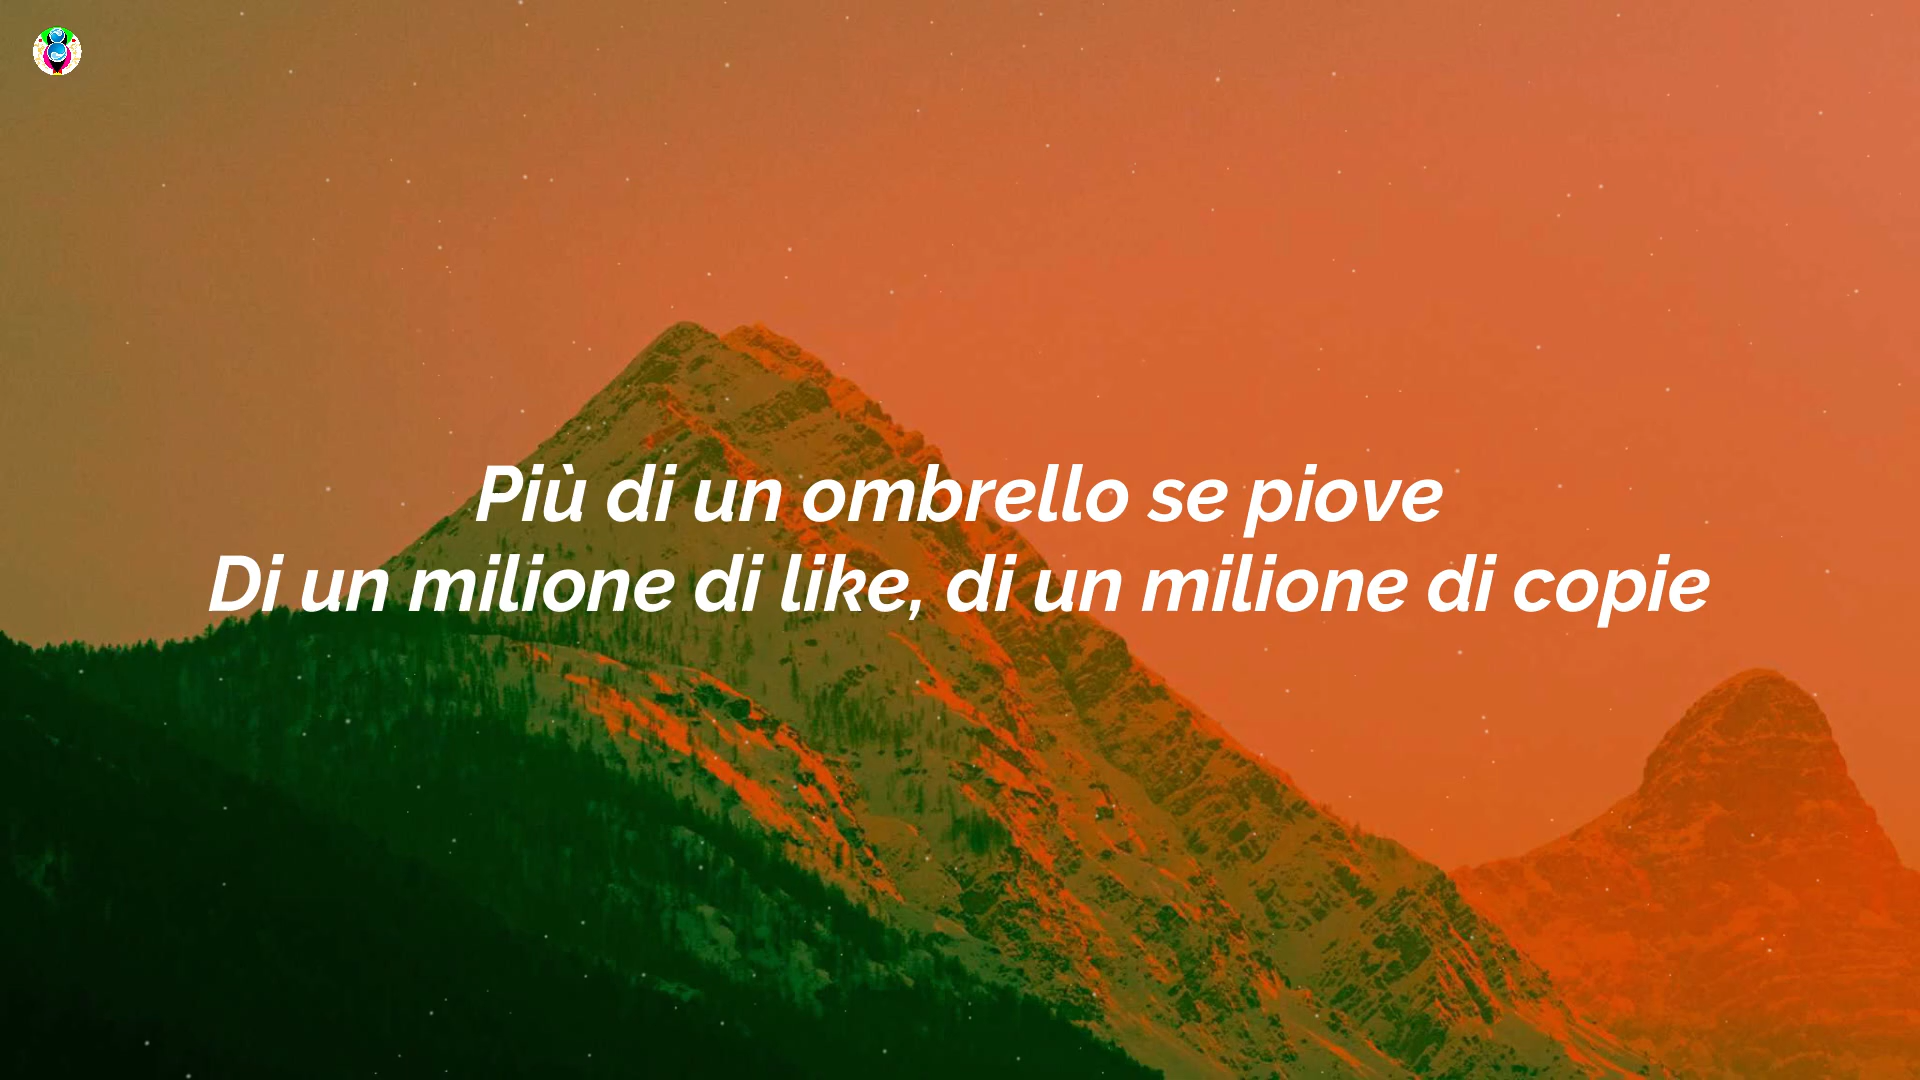 Più di un ombrello se piove
Di un milione di like, di un milione di copie